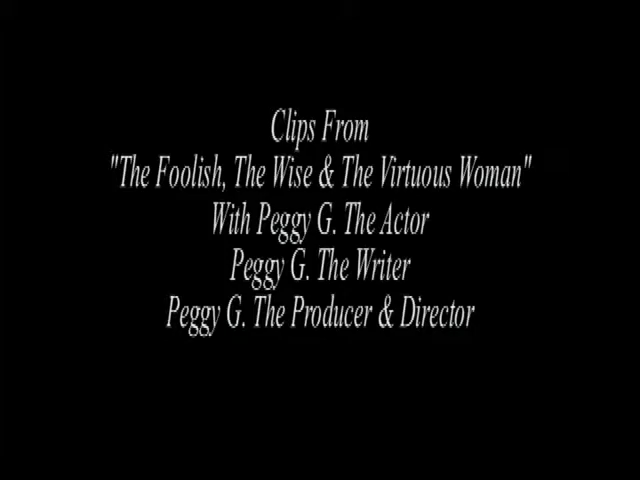 Clips From
"The Foolish, The Wise & The Virtuous Woman"
With Peggy G. The Actor
Peggy G. The Writer
Peggy G. The Producer & Director